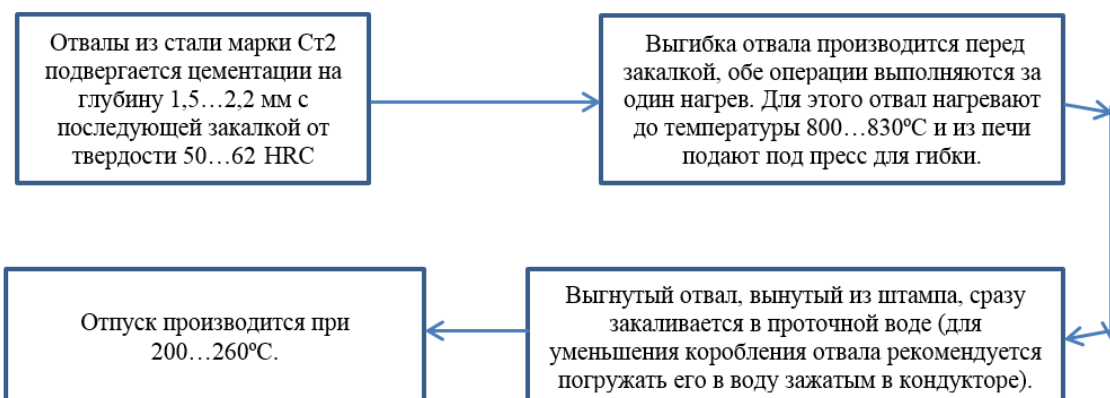 Отвалы из стали марки Ст2
подвергается цементации на
глубину 1,5…2,2 мм с
последующей закалкой от
твердости 50…62 HRC
Выгибка отвала производится перед
закалкой, обе операции выполняются за
один нагрев. Для этого отвал нагревают
до температуры 800…830ºС и из печи
подают под пресс для гибки.
Выгнутый отвал, вынутый из штампа, сразу
закаливается в проточной воде (для
уменьшения коробления отвала рекомендуется
погружать его в воду зажатым в кондукторе).
Отпуск производится при
200…260ºС.